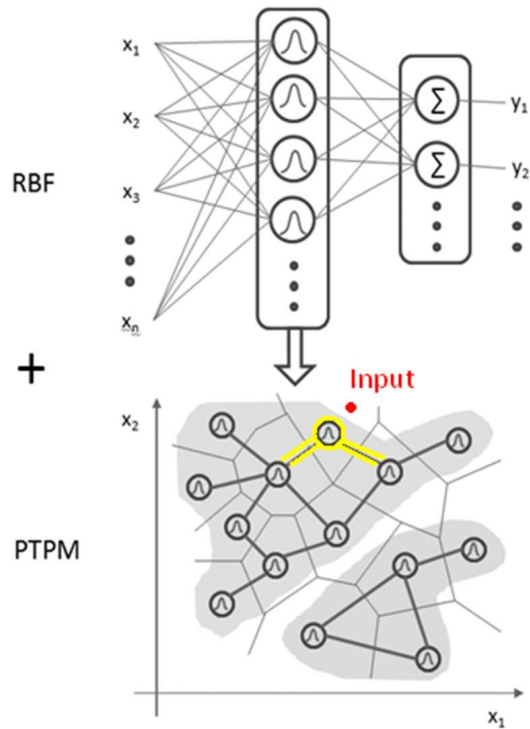 x1
x2
RBF
x3
xn
Σ
Σ
y1
y2
+
Input
x2
PTPM
x1